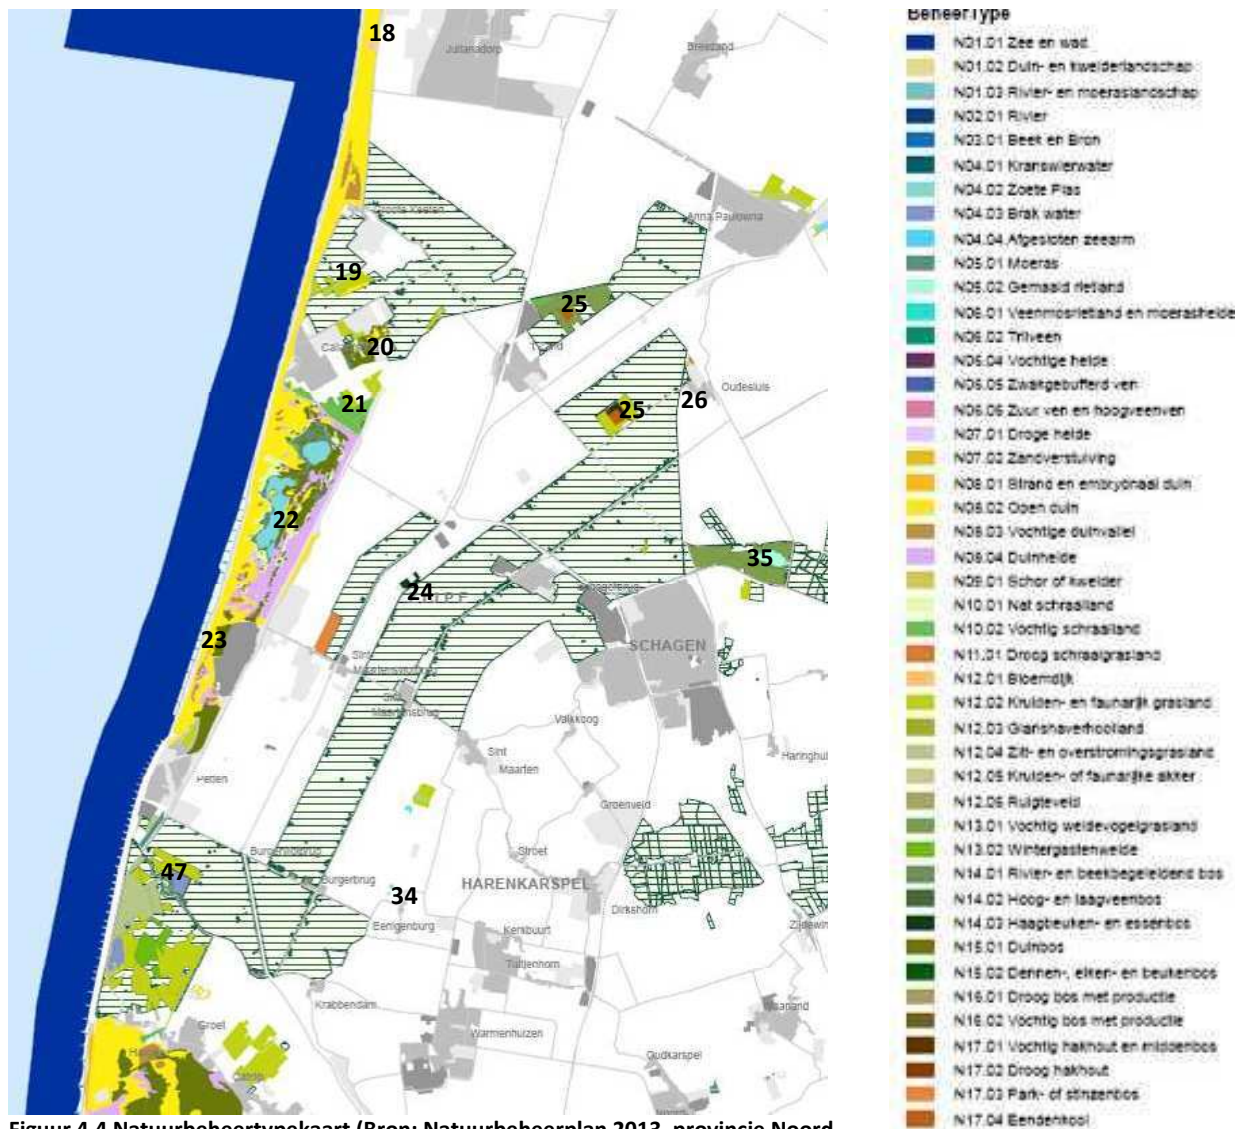 18
Julianadorp
Breezand
Anna Paulowna
Groote Keeten
19
25
20
21
26
Oudesluis
25
22
35
24
23
SCHAGEN
Sint
Maartensvlotbrug
Sint
Maartensbrug
Valkkoog
Sint
Maarten
Haringhui
Petten
Groenveld
Stroet
47
Burgervlotbrug
Burgerbrug
HARENKARSPEL
34
Dirkshorn
Eenigenburg
Kerkbuurt
Tuitjenhorn
Zijdewin
Krabbendam
Waarland
Groet
Warmenhuizen
Oudkarspel
Catrijp
BeheerType
N01.01 Zee en wad
N01.02 Duin- en kwelderlandschap
N01.03 Rivier- en moeraslandschap
N02.01 Rivier
N03.01 Beek en Bron
N04.01 Kranswierwater
N04.02 Zoete Plas
N04.03 Brak water
N04.04 Afgesloten zeearm
N05.01 Moeras
N05.02 Gemaaid rietland
N06.01 Veenmosrietland en moerasheide
N06.02 Trilveen
N06.04 Vochtige heide
N06.05 Zwakgebufferd ven
N06.06 Zuur ven en hoogveenven
N07.01 Droge heide
N07.02 Zandverstuiving
N08.01 Strand en embryonaal duin
N08.02 Open duin
N08.03 Vochtige duinvallei
N08.04 Duinheide
N09.01 Schor of kwelder
N10.01 Nat schraalland
N10.02 Vochtig schraalland
N11.01 Droog schraalgrasland
N12.01 Bloemdijk
N12.02 Kruiden- en faunarijk grasland
N12.03 Glanshaverhooiland
N12.04 Zilt- en overstromingsgrasland
N12.05 Kruiden- of faunarijke akker
N12.06 Ruigteveld
N13.01 Vochtig weidevogelgrasland
N13.02 Wintergastenweide
N14.01 Rivier- en beekbegeleidend bos
N14.02 Hoog- en laagveenbos
N14.03 Haagbeuken- en essenbos
N15.01 Duinbos
N15.02 Dennen-, eiken- en beukenbos
N16.01 Droog bos met productie
N16.02 Vochtig bos met productie
N17.01 Vochtig hakhout en middenbos
N17.02 Droog hakhout
N17.03 Park- of stinzenbos
N17.04 Eendenkooi
Figuur 4.4 Natuurbeheertypekaart (Bron: Natuurbeheerplan 2013, provincie Noord